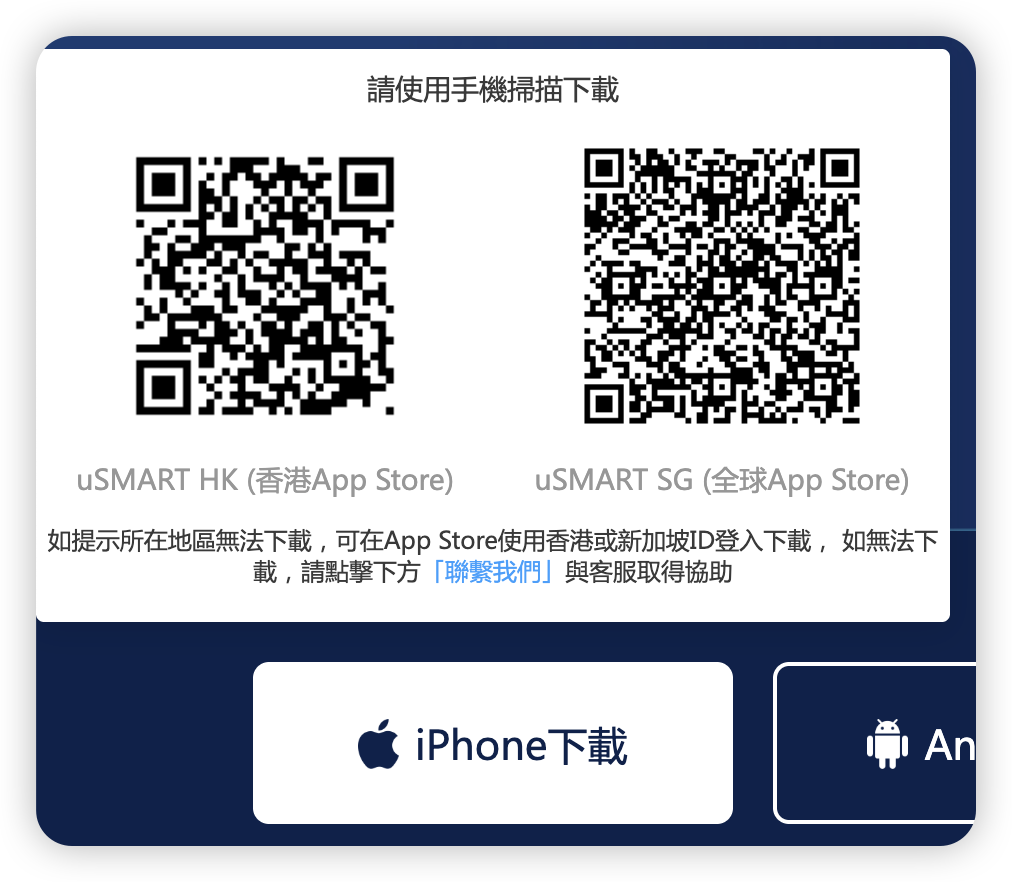 請使用手機掃描下載
uSMART HK (香港App Store)
uSMART SG (全球App Store)
如提示所在地區無法下載，可在App Store使用香港或新加坡ID登入下載， 如無法下
載，請點擊下方「聯繫我們」與客服取得協助
iPhone下載
An